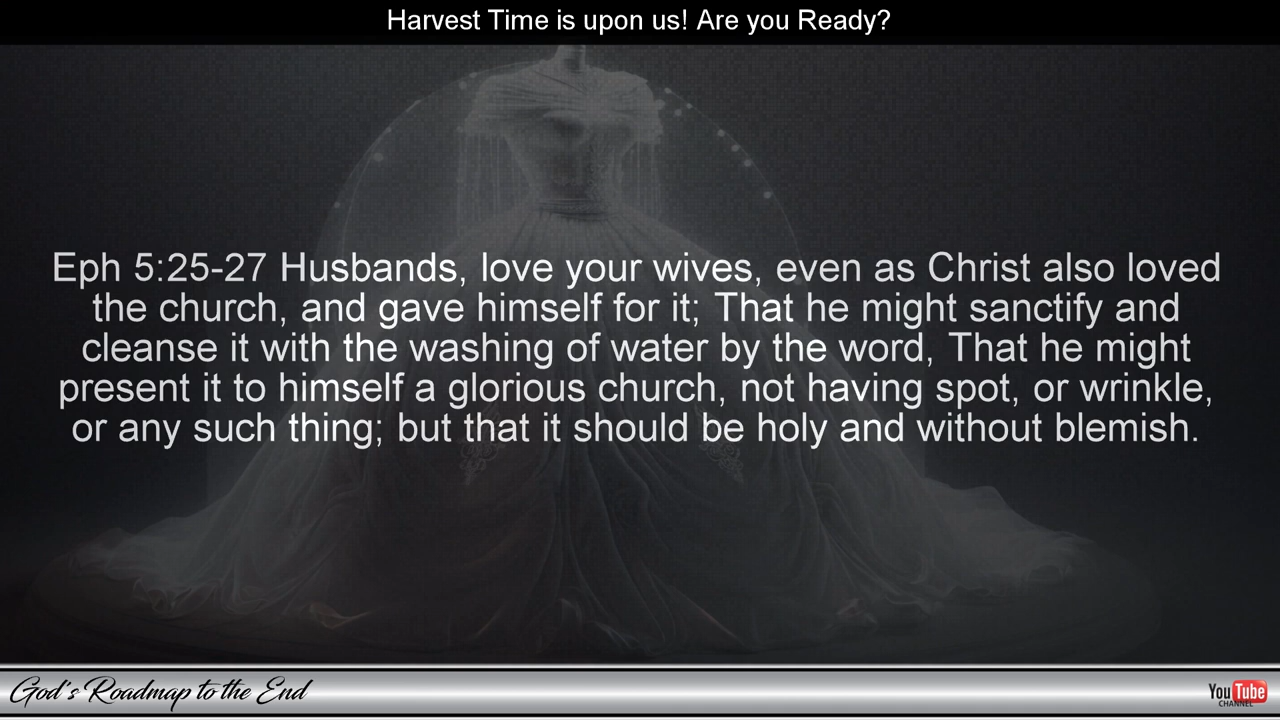 Harvest Time is upon us! Are you Ready?
Eph 5:25-27 Husbands, love your wives, even as Christ also loved
the church, and gave himself for it; That he might sanctify and
cleanse it with the washing of water by the word, That he might
present it to himself a glorious church, not having spot, or wrinkle,
or any such thing; but that it should be holy and without blemish.
God's Roadmap to the End
YouTube
CHANNEL